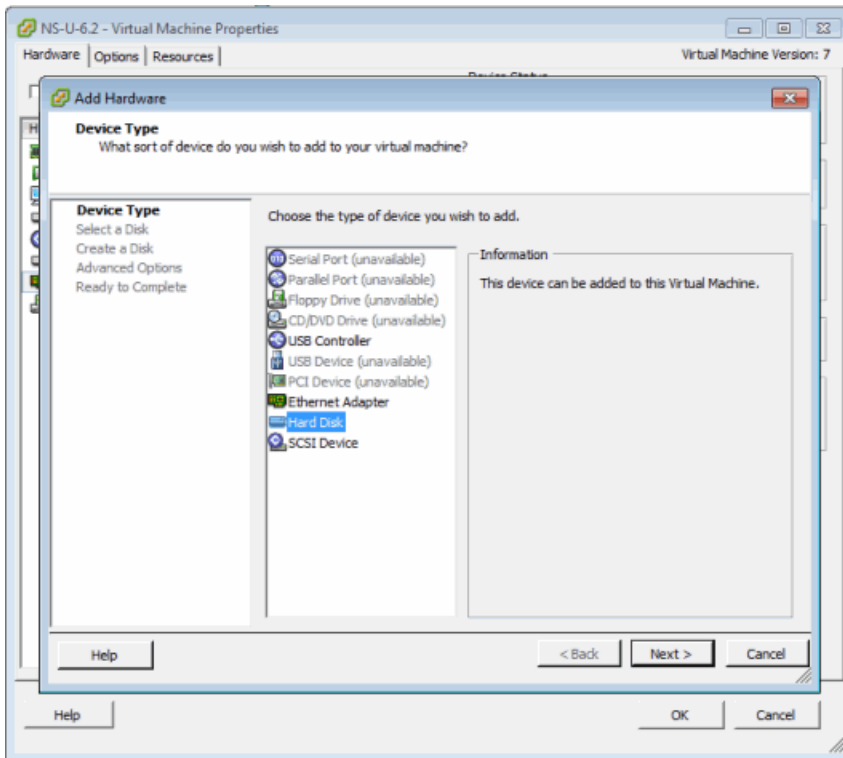 NS-U-6.2 - Virtual Machine Properties
Hardware Options Resources Virtual Machine Version: 7
Add Hardware
Device Type
What sort of device do you wish to add to your virtual machine?
Device Type
Select a Disk
Create a Disk
Advanced Options
Ready to Complete
Choose the type of device you wish to add.
Serial Port (unavailable)
Parallel Port (unavailable)
Floppy Drive (unavailable)
CD/DVD Drive (unavailable)
USB Controller
USB Device (unavailable)
PCI Device (unavailable)
Ethernet Adapter
Hard Disk
SCSI Device
Information
This device can be added to this Virtual Machine.
Help < Back Next > Cancel
Help OK Cancel